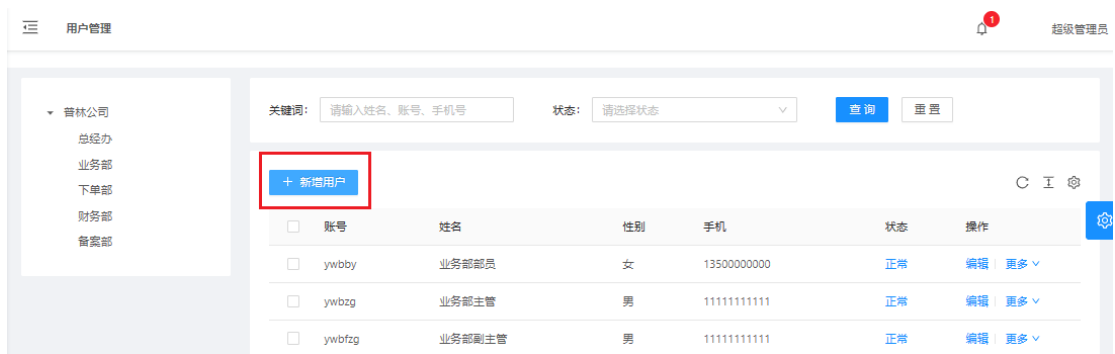 用户管理
1
超级管理员
普林公司
总经办
业务部
下单部
财务部
备案部
关键词: 请输入姓名、账号、手机号 状态: 请选择状态 查 询 重 置
+ 新增用户
账号 姓名 性别 手机 状态 操作
ywbby 业务部部员 女 13500000000 正常 编辑 更多
ywbzg 业务部主管 男 11111111111 正常 编辑 更多
ywbfzg 业务部副主管 男 11111111111 正常 编辑 更多